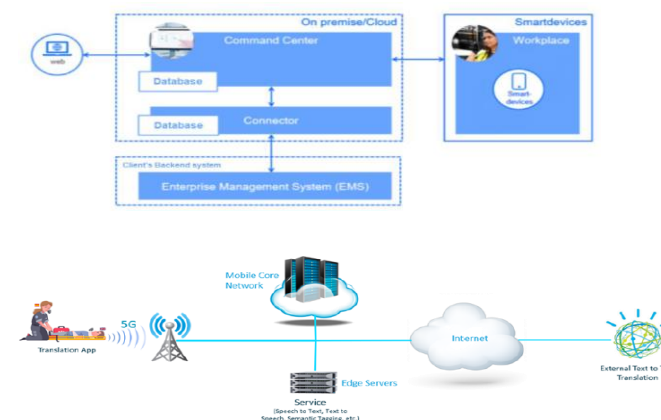 On premise/Cloud
Smartdevices
Command Center
Workplace
web
Database
Smart-
devices
Database
Connector
Client's Backend system
Enterprise Management System (EMS)
Mobile Core
Network
5G
Translation App
Internet
External Text to
Translation
Edge Servers
Service
(Speech to Text, Text to
Speech, Semantic Tagging, etc.)